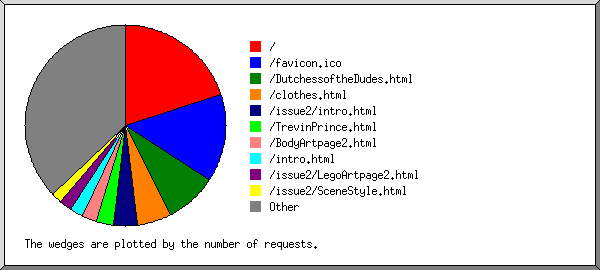 /
/favicon.ico
/DutchessoftheDudes.html
/clothes.html
/issue2/intro.html
/TrevinPrince.html
/BodyArtpage2.html
/intro.html
/issue2/LegoArtpage2.html
/issue2/SceneStyle.html
Other
The wedges are plotted by the number of requests.